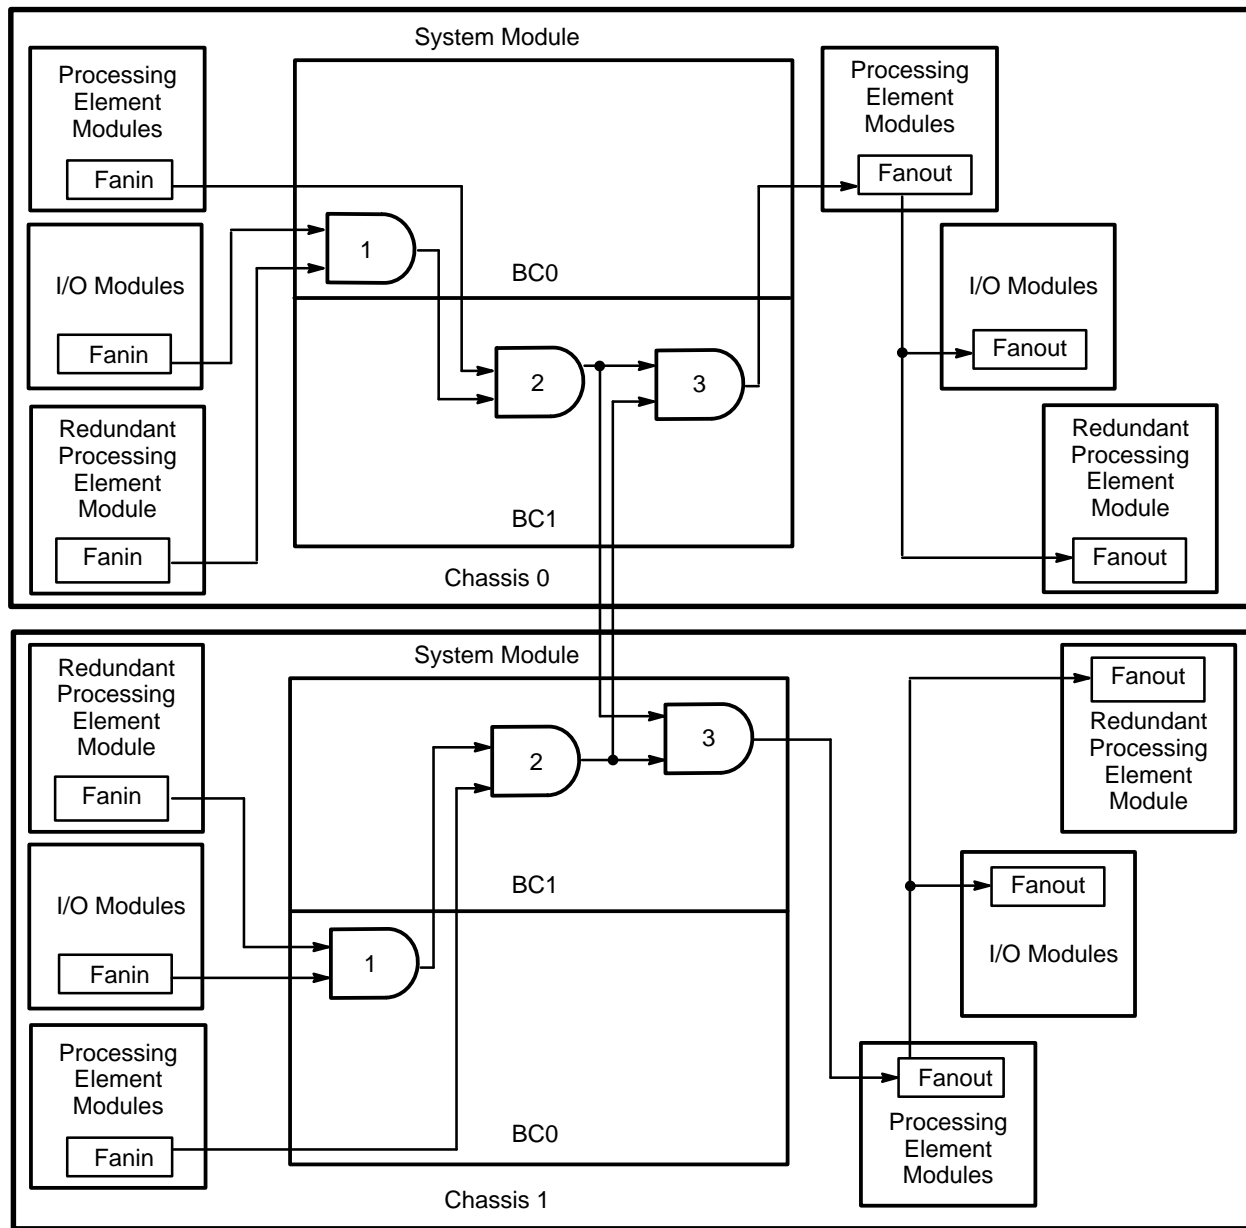 System Module
Processing
Element
Modules
Fanin
I/O Modules
Fanin
Redundant
Processing
Element
Module
Fanin
1
BC0
2
3
BC1
Chassis 0
Processing
Element
Modules
Fanout
I/O Modules
Fanout
Redundant
Processing
Element
Module
Fanout
System Module
Redundant
Processing
Element
Module
Fanin
I/O Modules
Fanin
Processing
Element
Modules
Fanin
2
3
BC1
1
BC0
Chassis 1
Fanout
Redundant
Processing
Element
Module
Fanout
I/O Modules
Fanout
Processing
Element
Modules